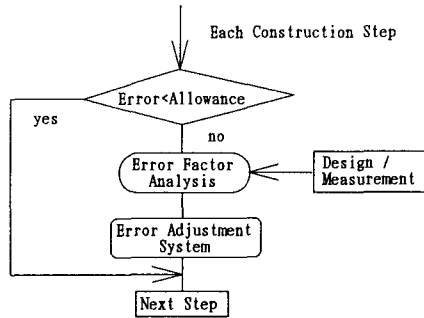 Each Construction Step
Error<Allowance
yes
no
Error Factor
Analysis
Design /
Measurement
Error Adjustment
System
Next Step